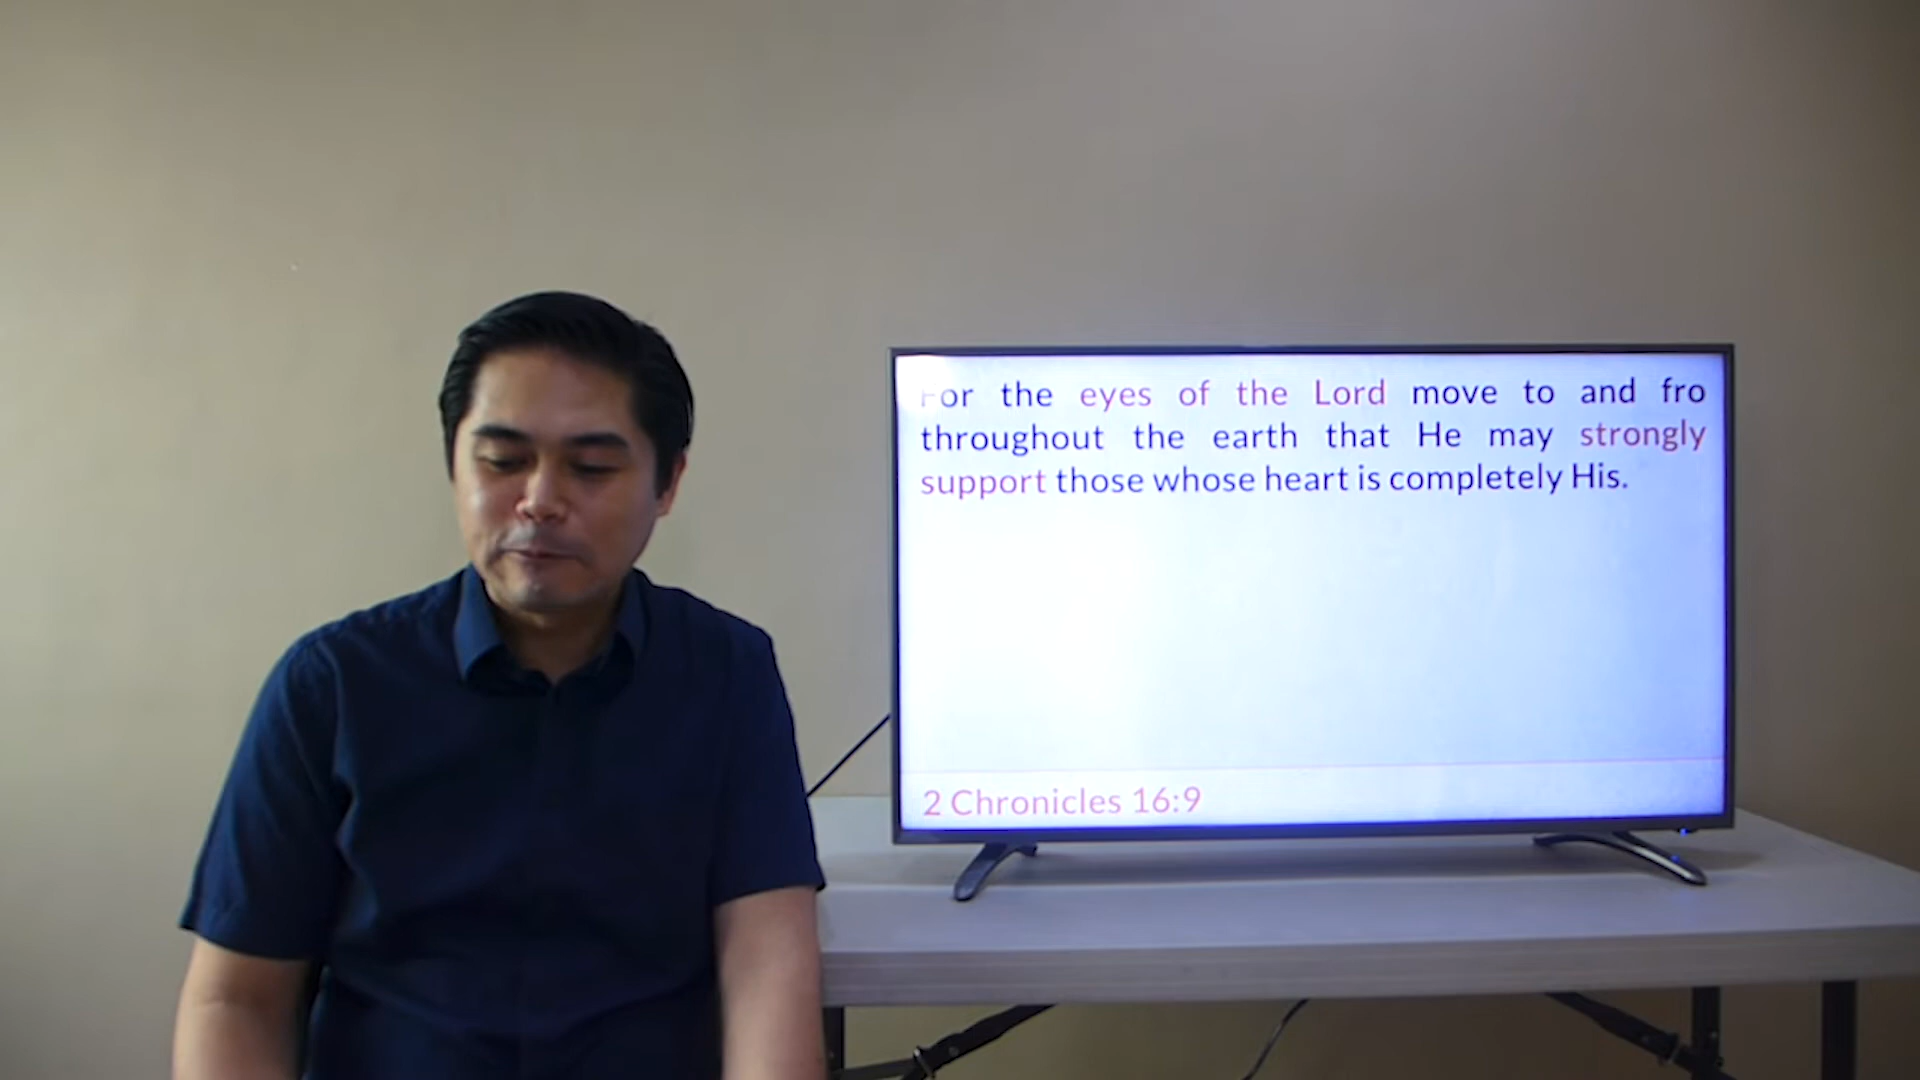 For the eyes of the Lord move to and fro
throughout the earth that He may strongly
support those whose heart is completely His.
2 Chronicles 16:9